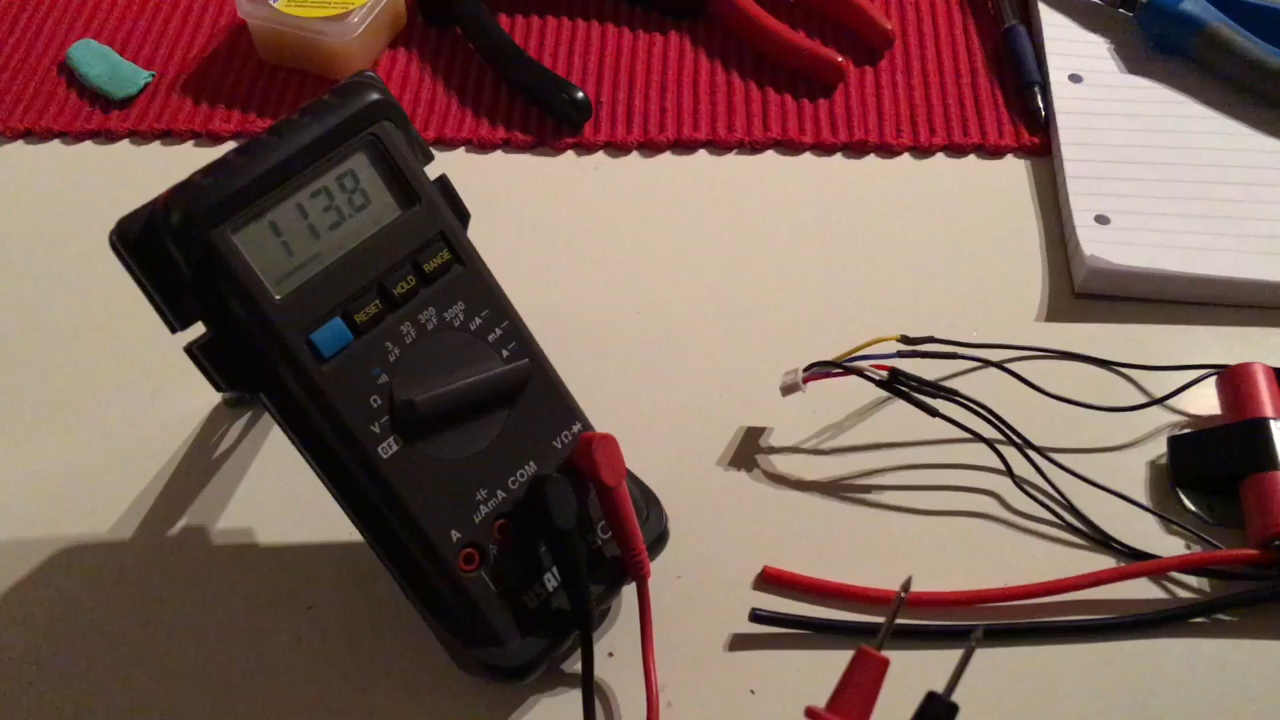 113.8
RESET HOLD RANGE
3 μF
30 μF
300 μF
3000 μF
μA
mA
A
Ω
V
OFF
VΩ
COM
μAmA
A